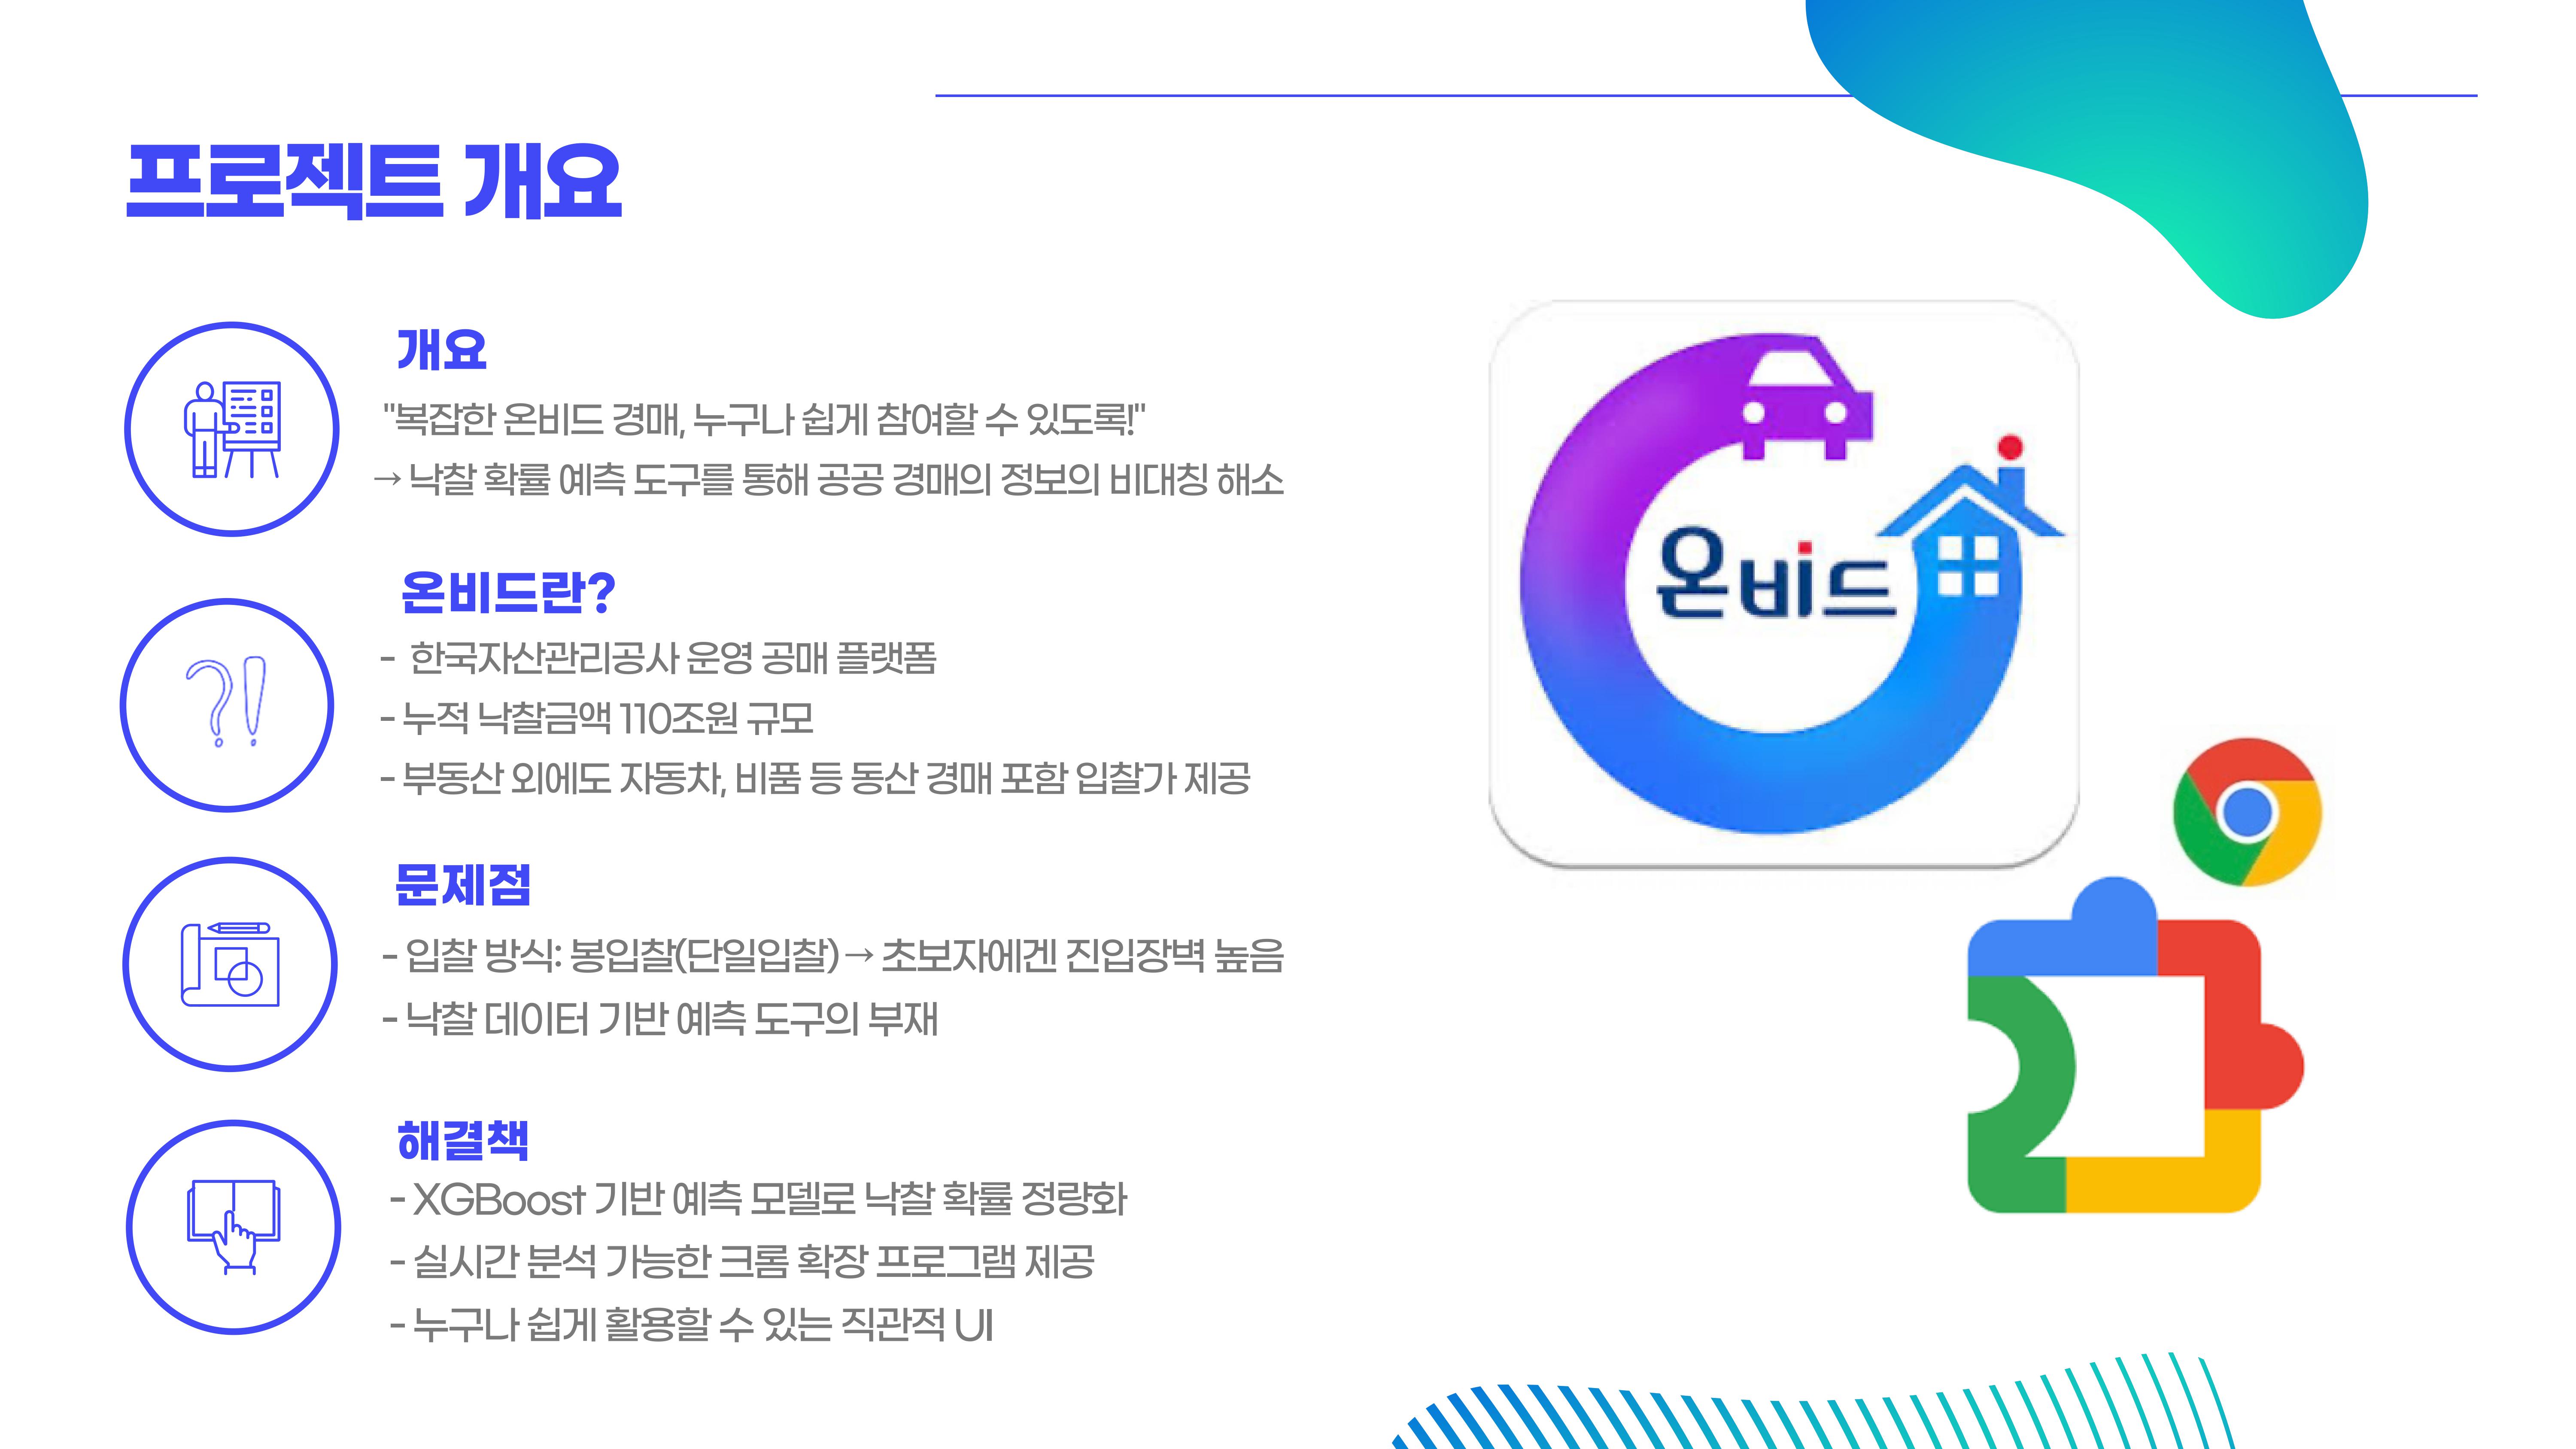 프로젝트 개요
개요
"복잡한 온비드 경매, 누구나 쉽게 참여할 수 있도록!"
→ 낙찰 확률 예측 도구를 통해 공공 경매의 정보의 비대칭 해소
온비드란?
- 한국자산관리공사 운영 공매 플랫폼
- 누적 낙찰금액 110조원 규모
- 부동산 외에도 자동차, 비품 등 동산 경매 포함 입찰가 제공
문제점
- 입찰 방식: 봉입찰(단일입찰) → 초보자에겐 진입장벽 높음
- 낙찰 데이터 기반 예측 도구의 부재
해결책
- XGBoost 기반 예측 모델로 낙찰 확률 정량화
- 실시간 분석 가능한 크롬 확장 프로그램 제공
- 누구나 쉽게 활용할 수 있는 직관적 UI
온비드